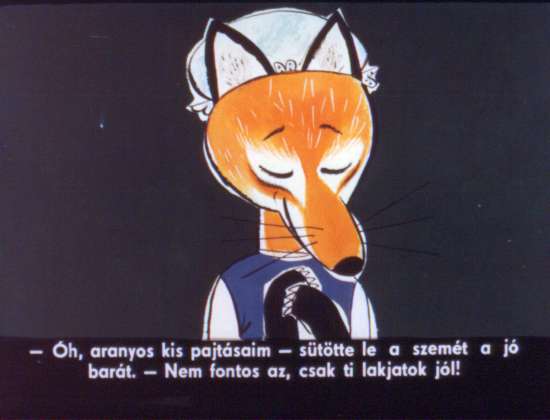 – Óh, aranyos kis pajtásaim – sütötte le a szemét a jó
barát. – Nem fontos az, csak ti lakjatok jól!